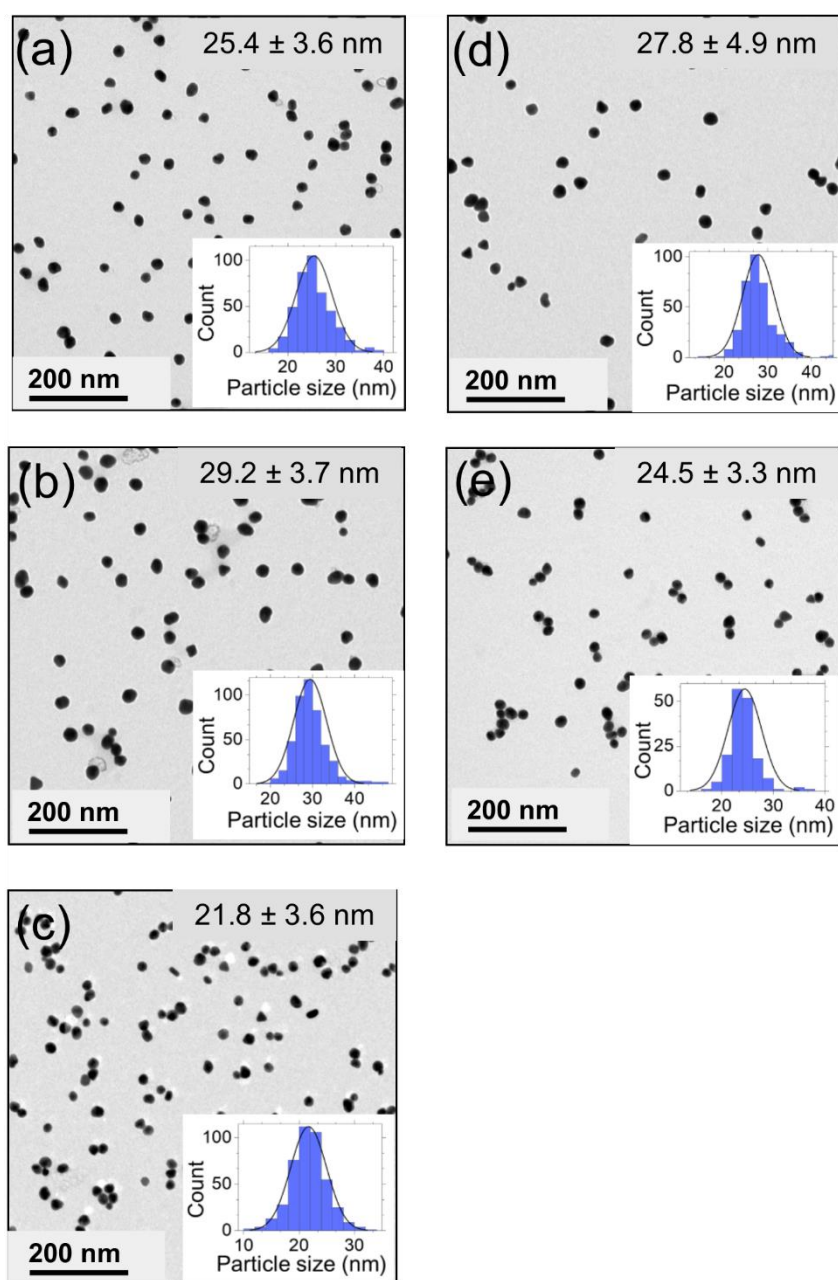 (a)
25.4 ± 3.6 nm
100
50
0
Count
20 30 40
Particle size (nm)
200 nm
(b)
29.2 ± 3.7 nm
100
50
0
Count
20 30 40
Particle size (nm)
200 nm
(c)
21.8 ± 3.6 nm
100
50
0
Count
10 20 30
Particle size (nm)
200 nm
(d)
27.8 ± 4.9 nm
100
50
0
Count
20 30 40
Particle size (nm)
200 nm
(e)
24.5 ± 3.3 nm
50
25
0
Count
20 30 40
Particle size (nm)
200 nm